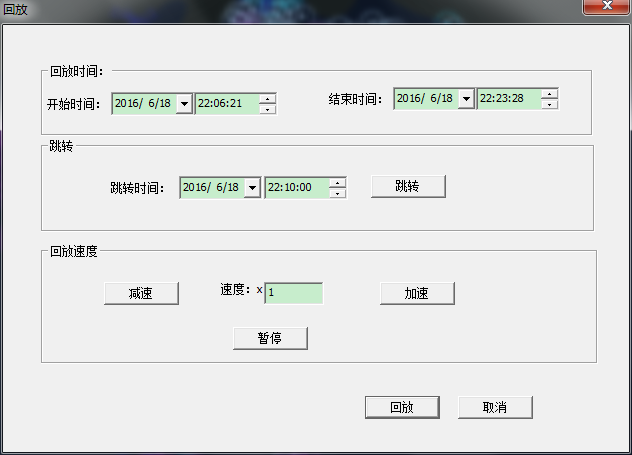 回放
回放时间：
开始时间： 2016/ 6/18 22:06:21 结束时间： 2016/ 6/18 22:23:28
跳转
跳转时间： 2016/ 6/18 22:10:00 跳转
回放速度
减速 速度：x 1 加速
暂停
回放 取消